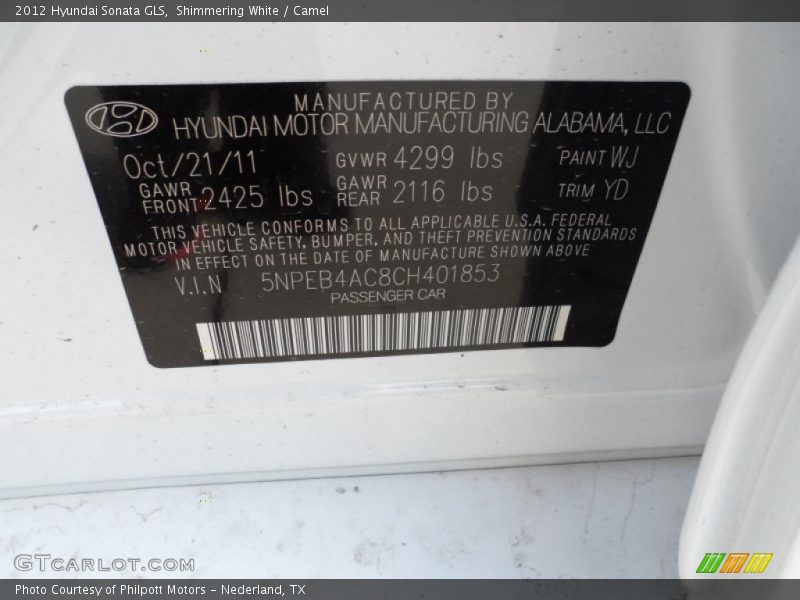 2012 Hyundai Sonata GLS,  Shimmering White / Camel
MANUFACTURED BY
HYUNDAI MOTOR MANUFACTURING ALABAMA, LLC
Oct/21/11 GVWR 4299 lbs PAINT WJ
GAWR FRONT 2425 lbs GAWR REAR 2116 lbs TRIM YD
THIS VEHICLE CONFORMS TO ALL APPLICABLE U.S.A. FEDERAL
MOTOR VEHICLE SAFETY, BUMPER, AND THEFT PREVENTION STANDARDS
IN EFFECT ON THE DATE OF MANUFACTURE SHOWN ABOVE
V.I.N 5NPEB4AC8CH401853
PASSENGER CAR
GTCARLOT.COM
Photo Courtesy of Philpott Motors - Nederland, TX